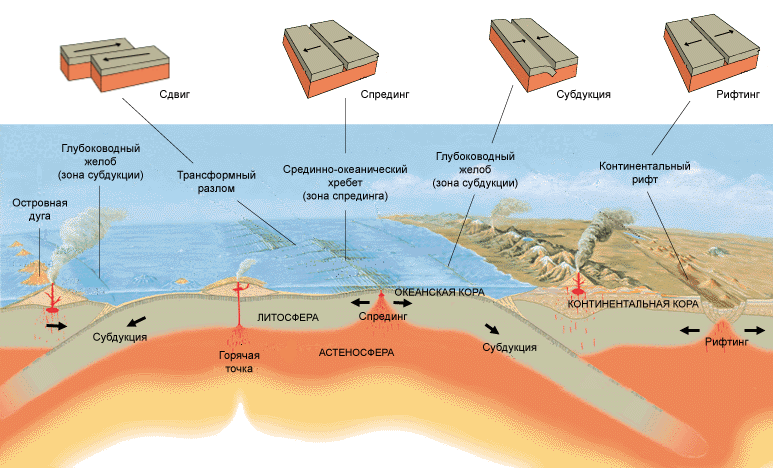 Сдвиг
Спрединг
Субдукция
Рифтинг
Глубоководный
желоб
(зона субдукции)
Трансформный
разлом
Срединно-океанический
хребет
(зона спрединга)
Глубоководный
желоб
(зона субдукции)
Континентальный
рифт
Островная
дуга
ОКЕАНСКАЯ КОРА
КОНТИНЕНТАЛЬНАЯ КОРА
ЛИТОСФЕРА
Спрединг
Субдукция
Субдукция
Рифтинг
Горячая
точка
АСТЕНОСФЕРА